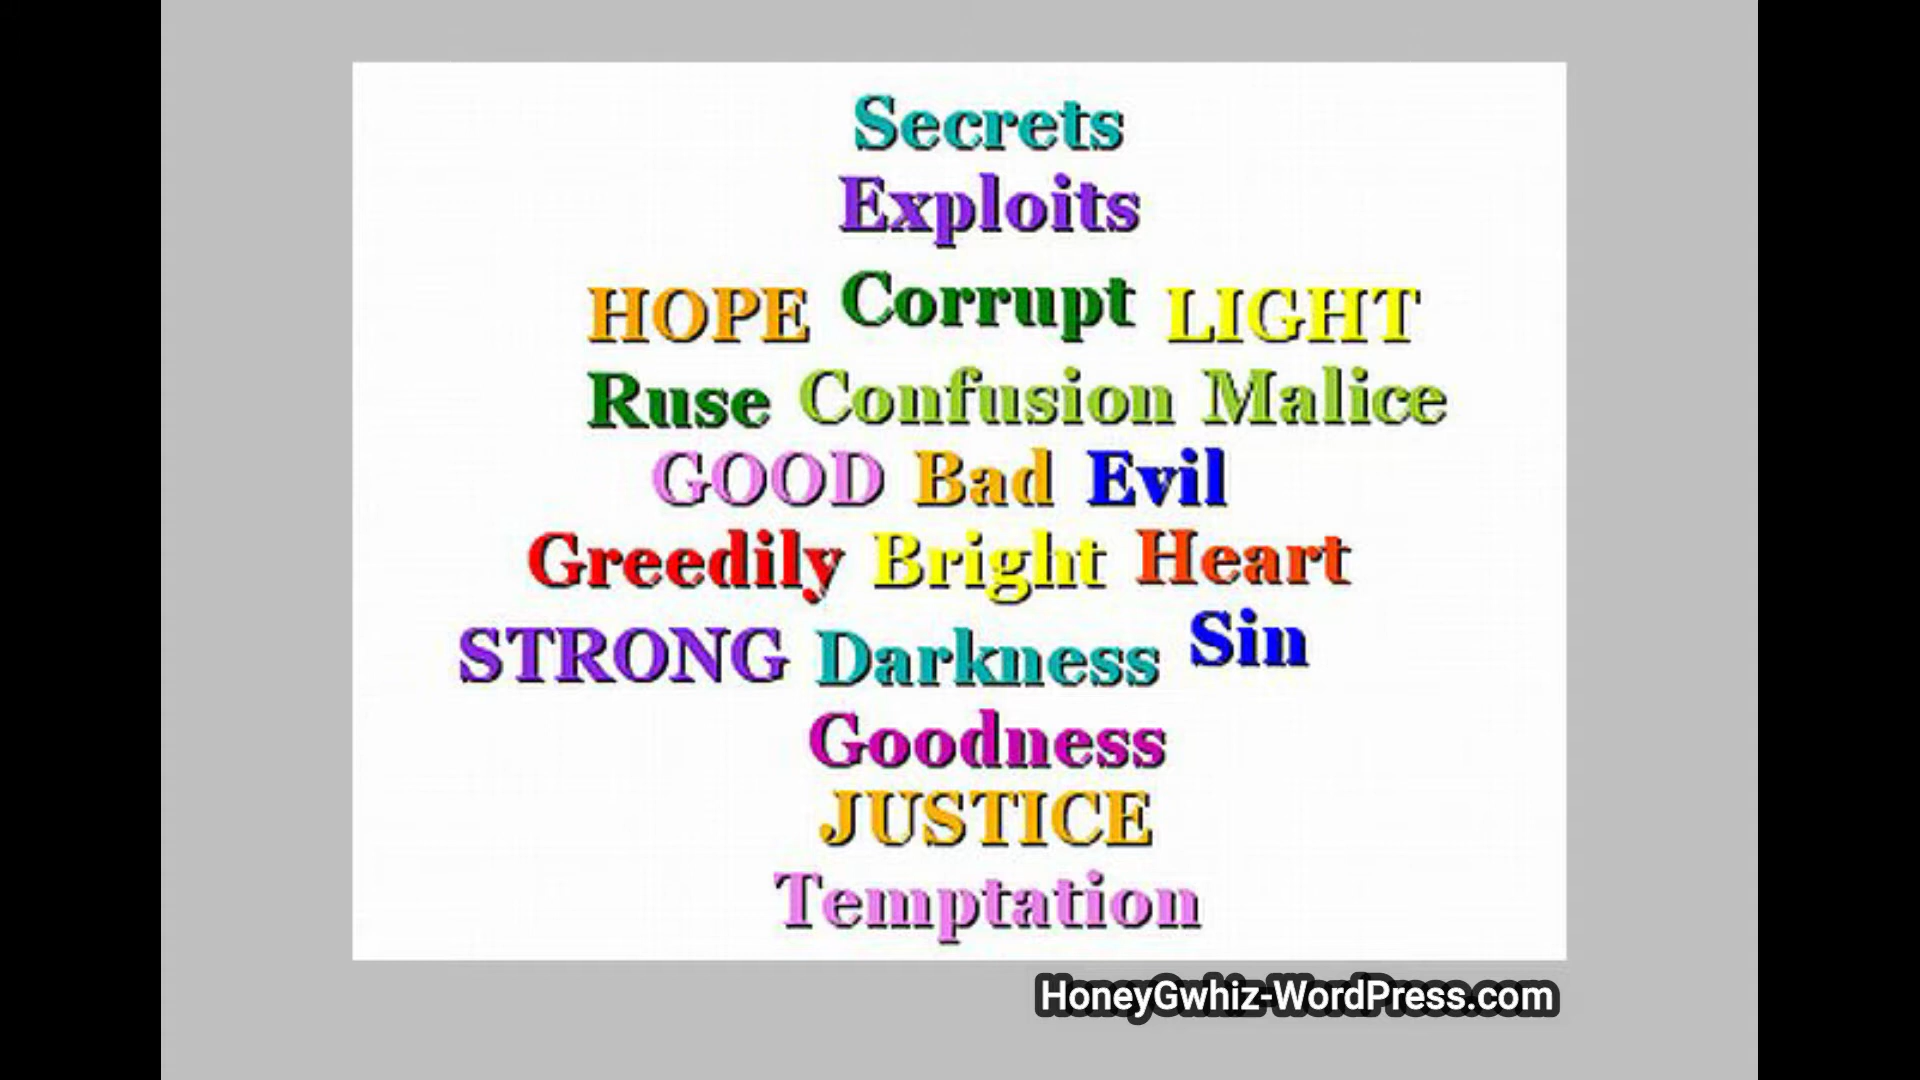 Secrets
Exploits
HOPE Corrupt LIGHT
Ruse Confusion Malice
GOOD Bad Evil
Greedily Bright Heart
STRONG Darkness Sin
Goodness
JUSTICE
Temptation
HoneyGwhiz-WordPress.com